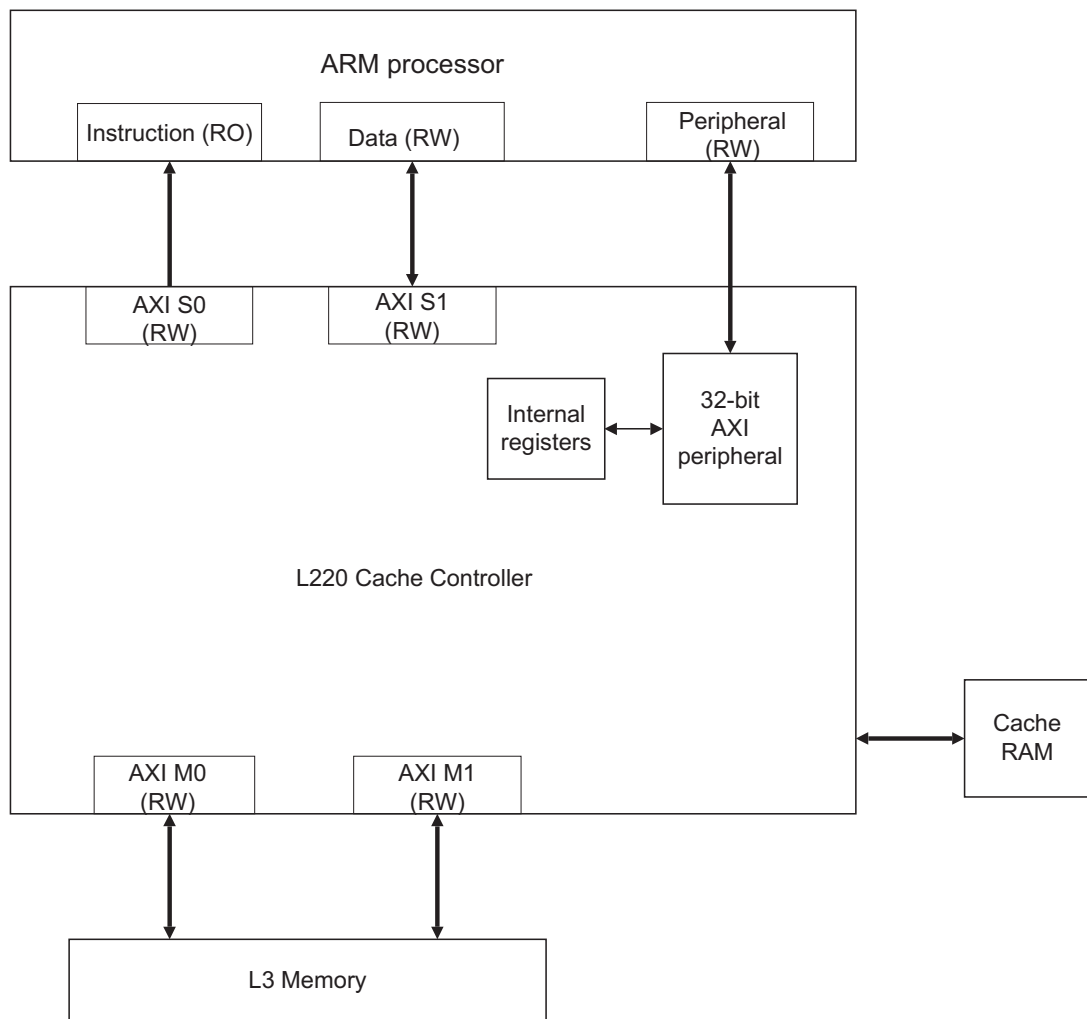 ARM processor
Instruction (RO)
Data (RW)
Peripheral
(RW)
AXI S0
(RW)
AXI S1
(RW)
Internal
registers
32-bit
AXI
peripheral
L220 Cache Controller
Cache
RAM
AXI M0
(RW)
AXI M1
(RW)
L3 Memory